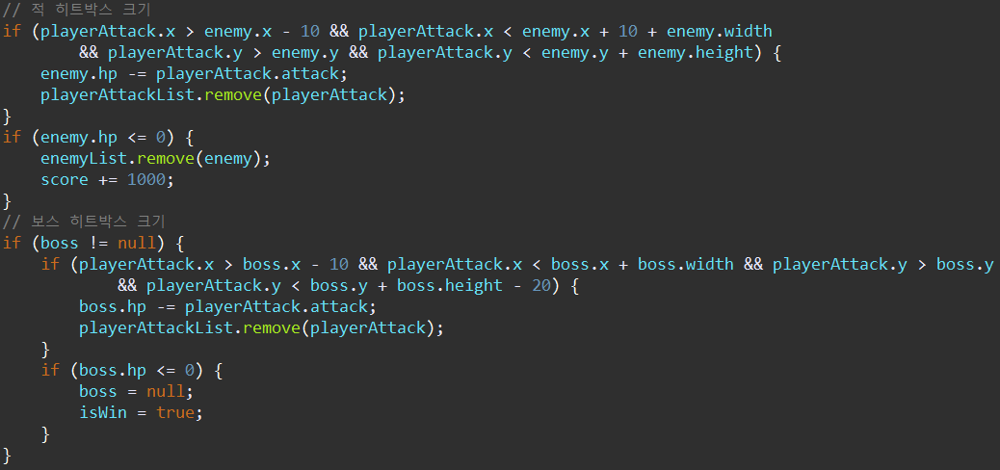 // 적 히트박스 크기
if (playerAttack.x > enemy.x - 10 && playerAttack.x < enemy.x + 10 + enemy.width
        && playerAttack.y > enemy.y && playerAttack.y < enemy.y + enemy.height) {
    enemy.hp -= playerAttack.attack;
    playerAttackList.remove(playerAttack);
}
if (enemy.hp <= 0) {
    enemyList.remove(enemy);
    score += 1000;
}
// 보스 히트박스 크기
if (boss != null) {
    if (playerAttack.x > boss.x - 10 && playerAttack.x < boss.x + boss.width && playerAttack.y > boss.y
            && playerAttack.y < boss.y + boss.height - 20) {
        boss.hp -= playerAttack.attack;
        playerAttackList.remove(playerAttack);
    }
    if (boss.hp <= 0) {
        boss = null;
        isWin = true;
    }
}